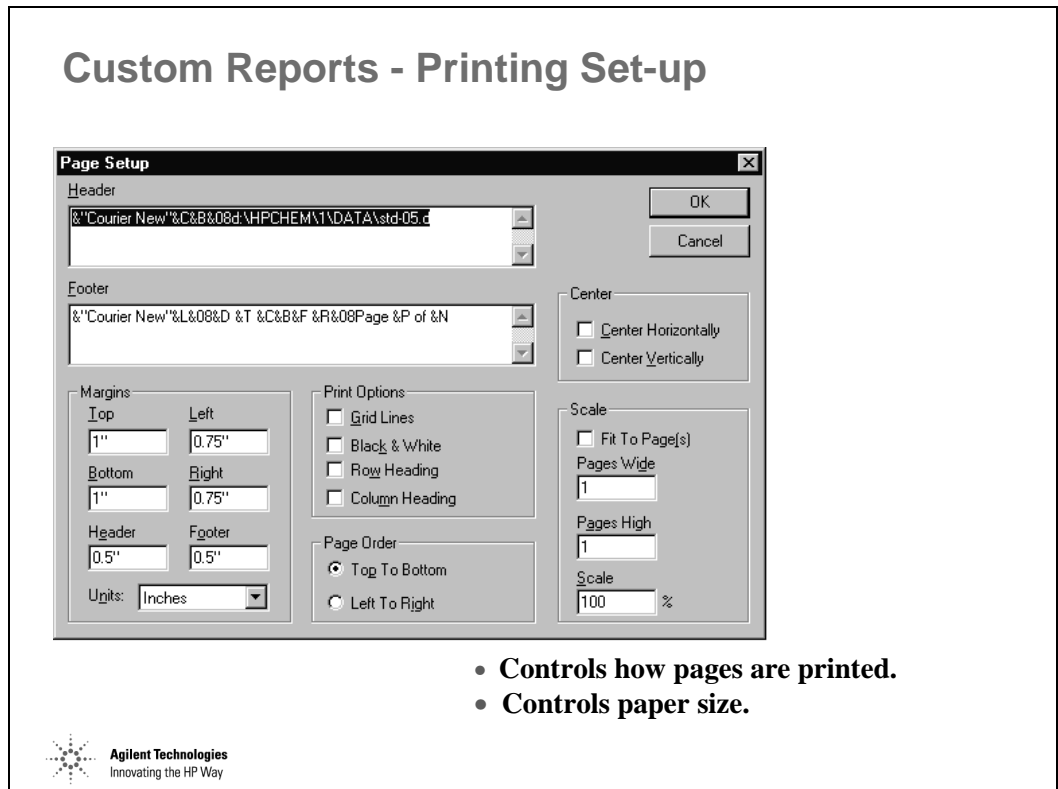 Custom Reports - Printing Set-up
Page Setup
Header
&"Courier New"&C&B&08d:\HPCHEM\1\DATA\std-05.d
OK
Cancel
Footer
&"Courier New"&L&08&D &T &C&B&F &R&08Page &P of &N
Center
Center Horizontally
Center Vertically
Margins
Top Left
1" 0.75"
Bottom Right
1" 0.75"
Header Footer
0.5" 0.5"
Units: Inches
Print Options
Grid Lines
Black & White
Row Heading
Column Heading
Page Order
Top To Bottom
Left To Right
Scale
Fit To Page(s)
Pages Wide
1
Pages High
1
Scale
100 %
• Controls how pages are printed.
• Controls paper size.
Agilent Technologies
Innovating the HP Way